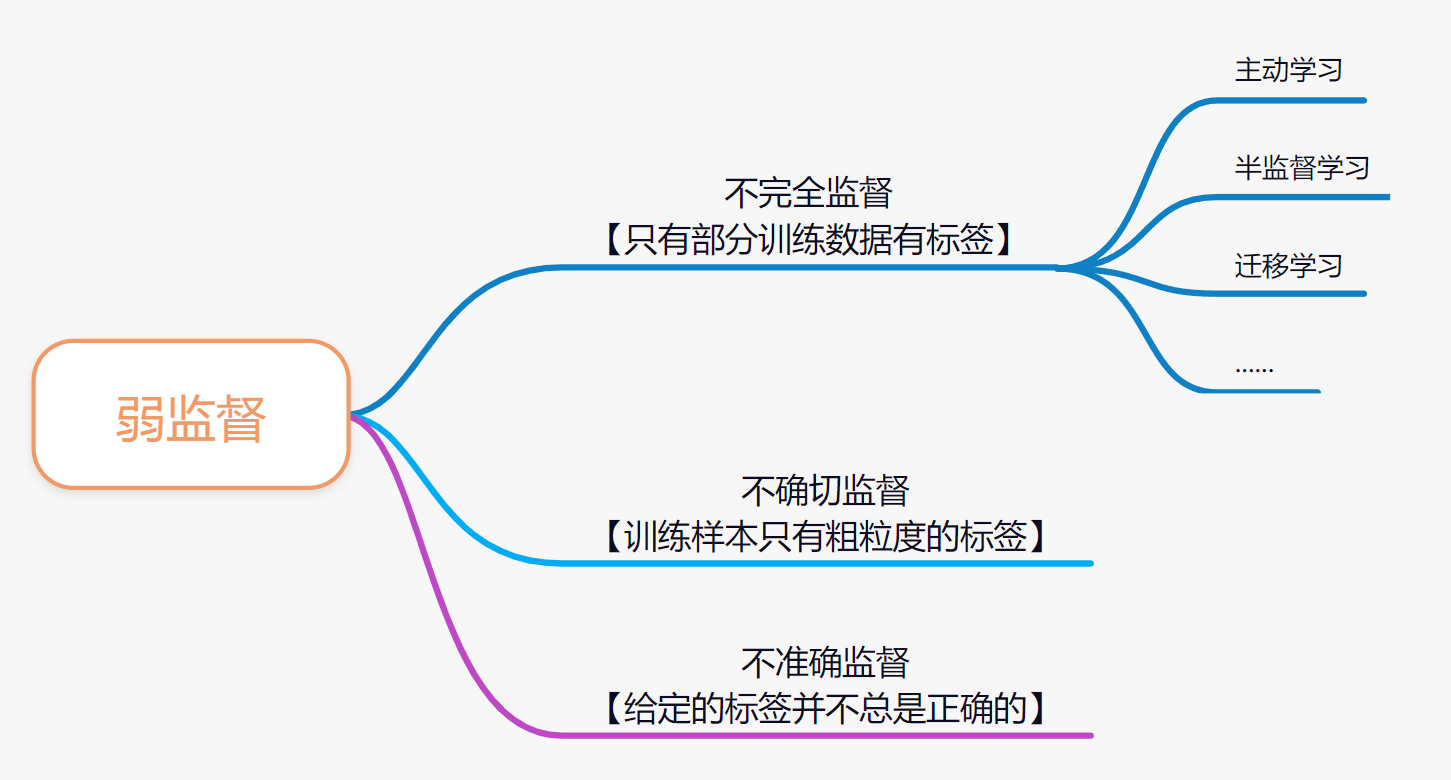 弱监督
不完全监督
【只有部分训练数据有标签】
主动学习
半监督学习
迁移学习
......
不确切监督
【训练样本只有粗粒度的标签】
不准确监督
【给定的标签并不总是正确的】